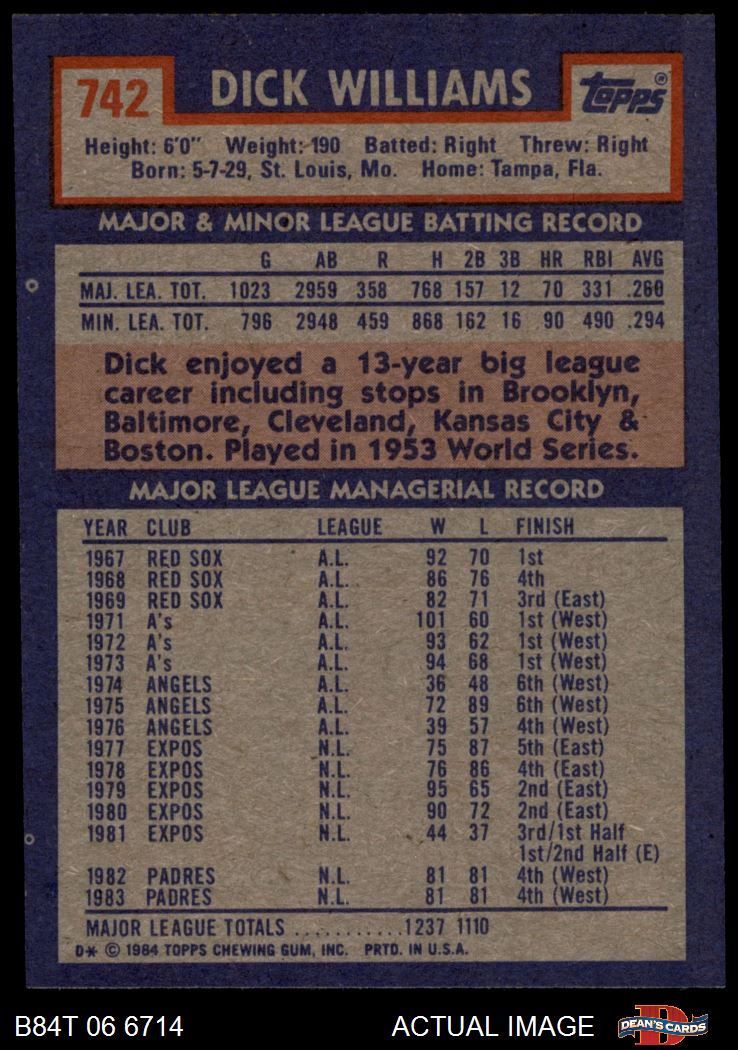 742 DICK WILLIAMS Topps®
Height: 6'0" Weight: 190 Batted: Right Threw: Right
Born: 5-7-29, St. Louis, Mo. Home: Tampa, Fla.
MAJOR & MINOR LEAGUE BATTING RECORD
G AB R H 2B 3B HR RBI AVG
MAJ. LEA. TOT. 1023 2959 358 768 157 12 70 331 .260
MIN. LEA. TOT. 796 2948 459 868 162 16 90 490 .294
Dick enjoyed a 13-year big league
career including stops in Brooklyn,
Baltimore, Cleveland, Kansas City &
Boston. Played in 1953 World Series.
MAJOR LEAGUE MANAGERIAL RECORD
YEAR CLUB LEAGUE W L FINISH
1967 RED SOX A.L. 92 70 1st
1968 RED SOX A.L. 86 76 4th
1969 RED SOX A.L. 82 71 3rd (East)
1971 A's A.L. 101 60 1st (West)
1972 A's A.L. 93 62 1st (West)
1973 A's A.L. 94 68 1st (West)
1974 ANGELS A.L. 36 48 6th (West)
1975 ANGELS A.L. 72 89 6th (West)
1976 ANGELS A.L. 39 57 4th (West)
1977 EXPOS N.L. 75 87 5th (East)
1978 EXPOS N.L. 76 86 4th (East)
1979 EXPOS N.L. 95 65 2nd (East)
1980 EXPOS N.L. 90 72 2nd (East)
1981 EXPOS N.L. 44 37 3rd/1st Half
1st/2nd Half (E)
1982 PADRES N.L. 81 81 4th (West)
1983 PADRES N.L. 81 81 4th (West)
MAJOR LEAGUE TOTALS ........... 1237 1110
D* © 1984 TOPPS CHEWING GUM, INC. PRTD. IN U.S.A.
B84T 06 6714 ACTUAL IMAGE D DEAN'S CARDS